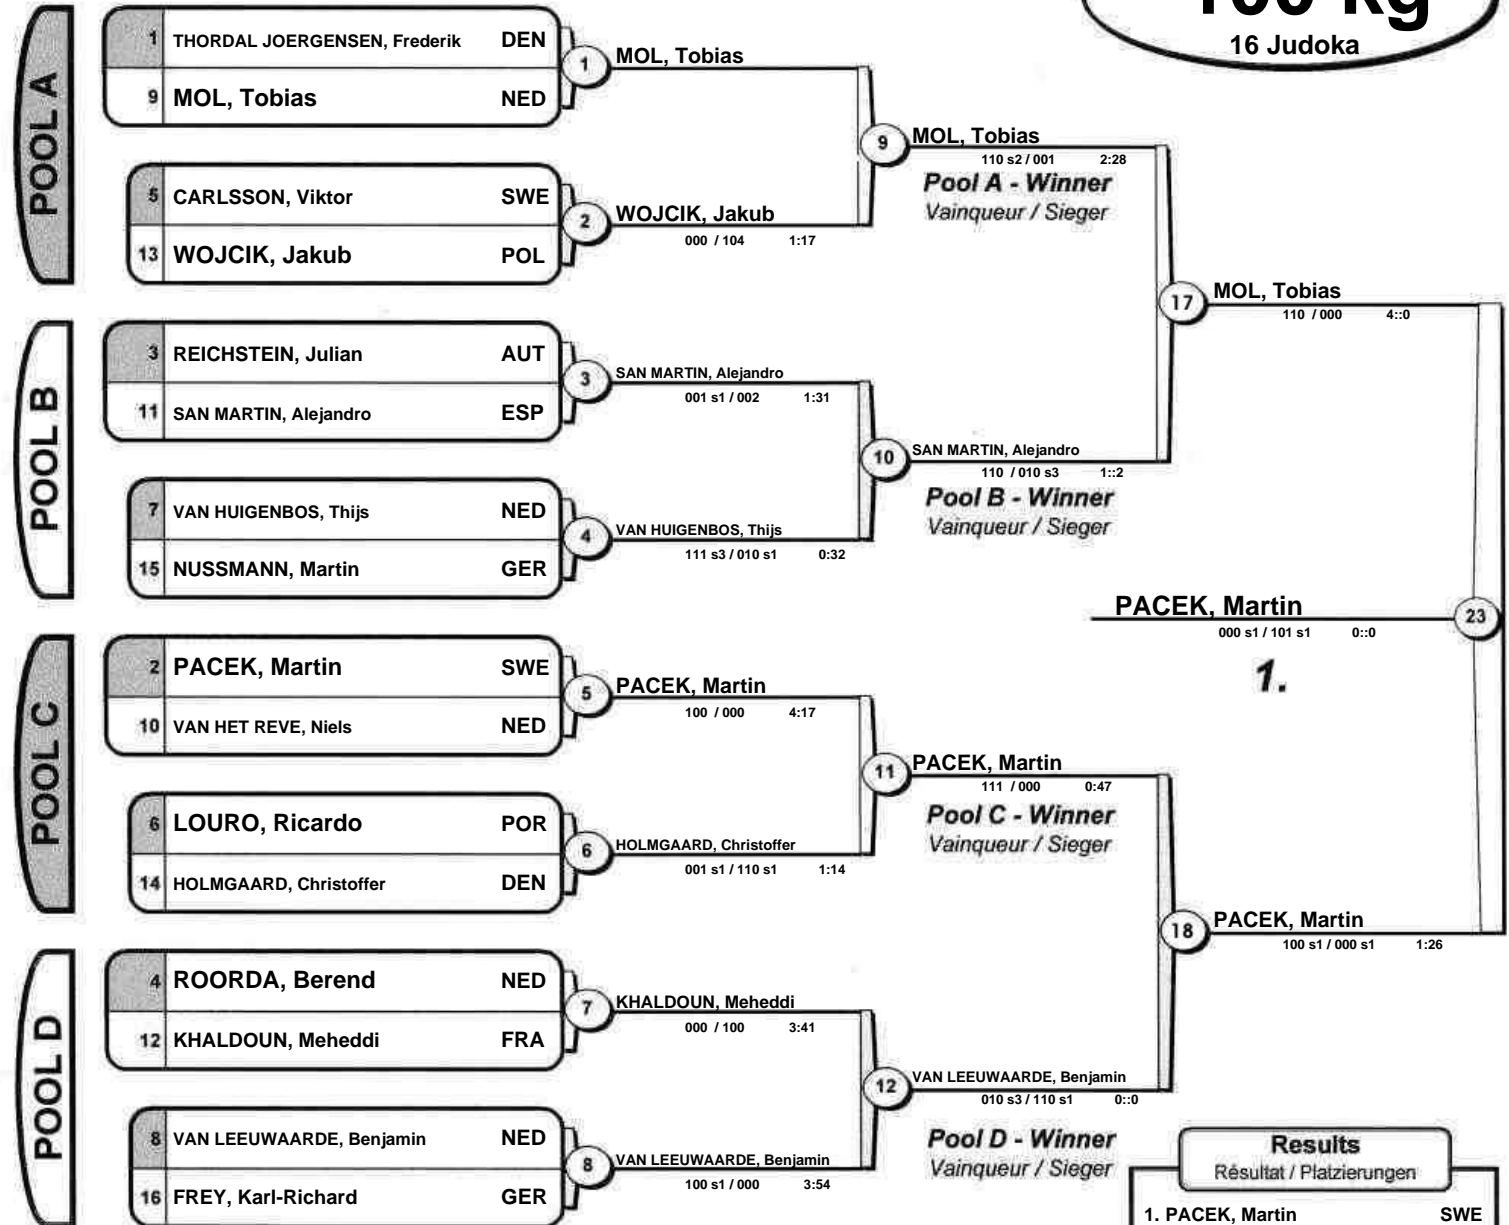 100 kg
16 Judoka
POOL A
1 THORDAL JOERGENSEN, Frederik DEN
9 MOL, Tobias NED
1 MOL, Tobias
5 CARLSSON, Viktor SWE
13 WOJCIK, Jakub POL
2 WOJCIK, Jakub
000 / 104 1:17
9 MOL, Tobias
110 s2 / 001 2:28
Pool A - Winner
Vainqueur / Sieger
POOL B
3 REICHSTEIN, Julian AUT
11 SAN MARTIN, Alejandro ESP
3 SAN MARTIN, Alejandro
001 s1 / 002 1:31
7 VAN HUIGENBOS, Thijs NED
15 NUSSMANN, Martin GER
4 VAN HUIGENBOS, Thijs
111 s3 / 010 s1 0:32
10 SAN MARTIN, Alejandro
110 / 010 s3 1::2
Pool B - Winner
Vainqueur / Sieger
17 MOL, Tobias
110 / 000 4::0
POOL C
2 PACEK, Martin SWE
10 VAN HET REVE, Niels NED
5 PACEK, Martin
100 / 000 4:17
6 LOURO, Ricardo POR
14 HOLMGAARD, Christoffer DEN
6 HOLMGAARD, Christoffer
001 s1 / 110 s1 1:14
11 PACEK, Martin
111 / 000 0:47
Pool C - Winner
Vainqueur / Sieger
POOL D
4 ROORDA, Berend NED
12 KHALDOUN, Meheddi FRA
7 KHALDOUN, Meheddi
000 / 100 3:41
8 VAN LEEUWAARDE, Benjamin NED
16 FREY, Karl-Richard GER
8 VAN LEEUWAARDE, Benjamin
100 s1 / 000 3:54
12 VAN LEEUWAARDE, Benjamin
010 s3 / 110 s1 0::0
Pool D - Winner
Vainqueur / Sieger
18 PACEK, Martin
100 s1 / 000 s1 1:26
PACEK, Martin 23
000 s1 / 101 s1 0::0
1.
Results
Résultat / Platzierungen
1. PACEK, Martin SWE